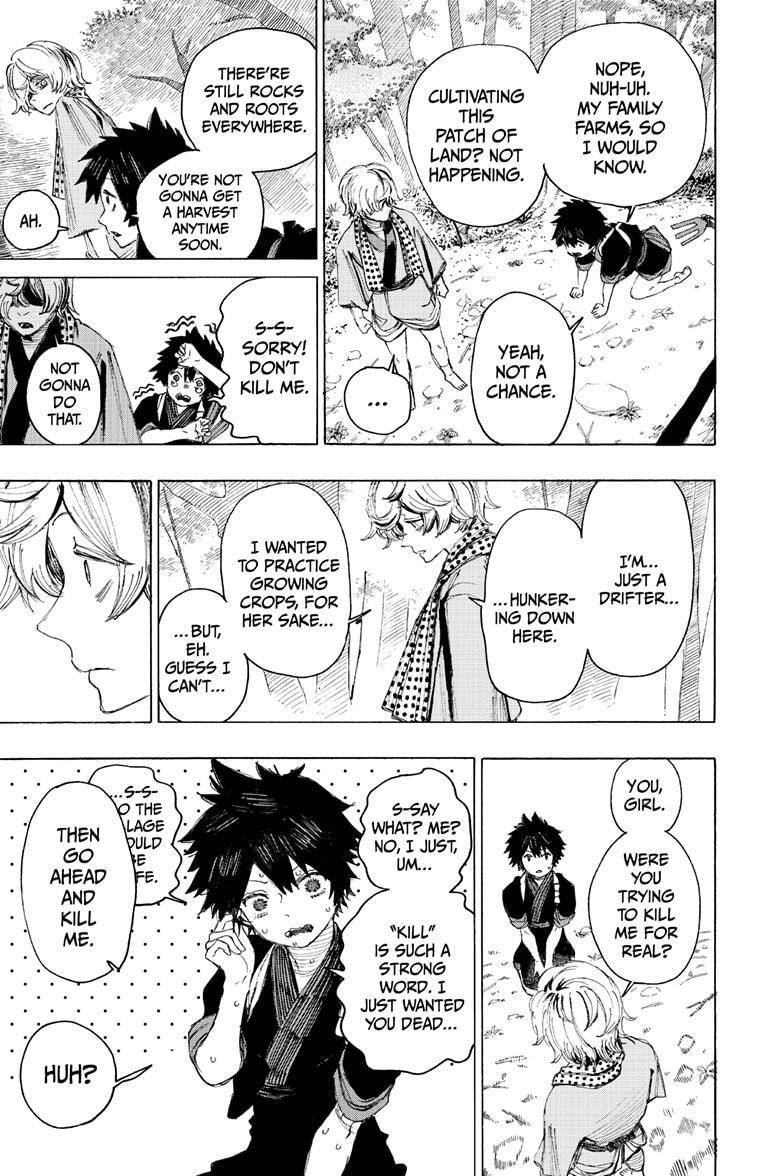 NOPE,
NUH-UH.
MY FAMILY
FARMS, SO
I WOULD
KNOW.
CULTIVATING
THIS
PATCH OF
LAND? NOT
HAPPENING.
YEAH,
NOT A
CHANCE.
...
THERE'RE
STILL ROCKS
AND ROOTS
EVERYWHERE.
YOU'RE NOT
GONNA GET
A HARVEST
ANYTIME
SOON.
AH.
S-S-
SORRY!
DON'T
KILL ME.
NOT
GONNA
DO
THAT.
I'M...
JUST A
DRIFTER...
...HUNKER-
ING DOWN
HERE.
I WANTED
TO PRACTICE
GROWING
CROPS, FOR
HER SAKE...
...BUT,
EH.
GUESS I
CAN'T...
YOU,
GIRL.
WERE
YOU
TRYING
TO KILL
ME FOR
REAL?
S-SAY
WHAT? ME?
NO, I JUST,
UM...
"KILL"
IS SUCH A
STRONG
WORD. I
JUST WANTED
YOU DEAD...
...S-S-
THE
THEN
GO
AHEAD
AND
KILL
ME.
HUH?